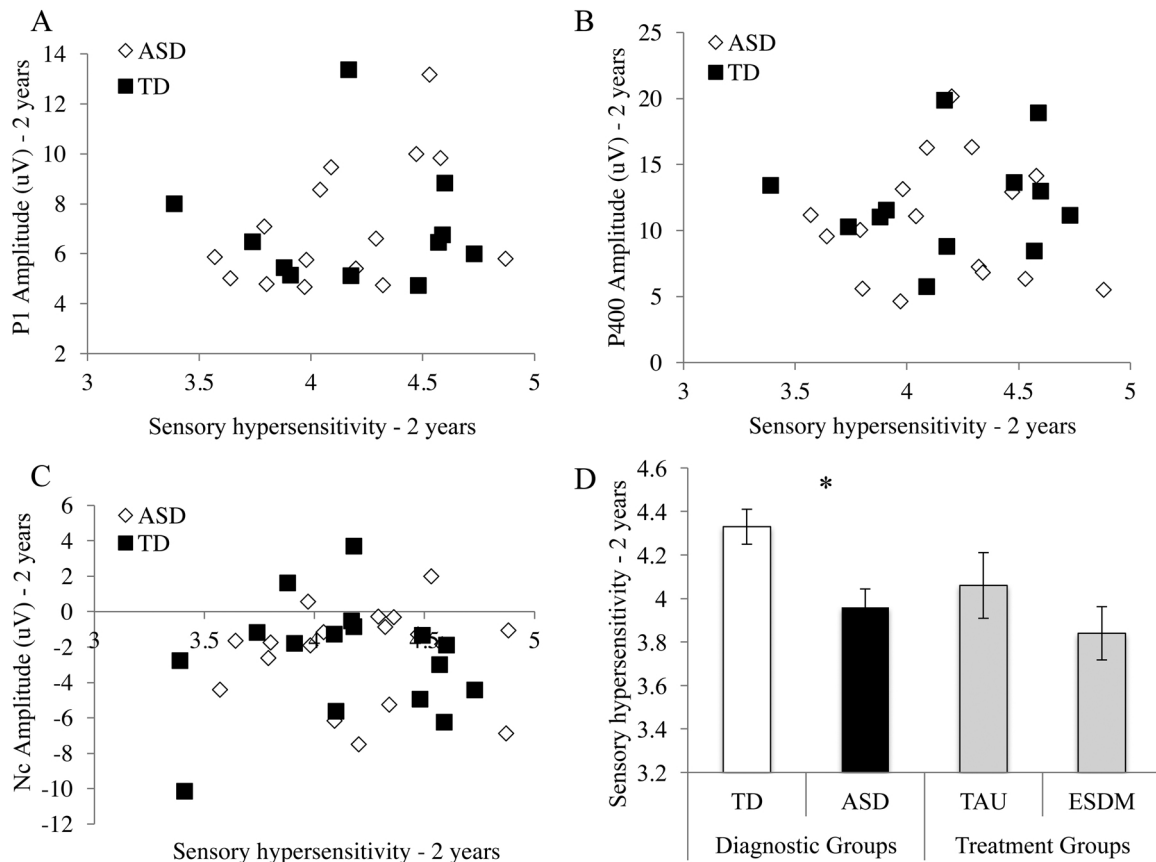 A
ASD
TD
P1 Amplitude (uV) - 2 years
14
12
10
8
6
4
2
3 3.5 4 4.5 5
Sensory hypersensitivity - 2 years
B
ASD
TD
P400 Amplitude (uV) - 2 years
25
20
15
10
5
0
3 3.5 4 4.5 5
Sensory hypersensitivity - 2 years
C
ASD
TD
Nc Amplitude (uV) - 2 years
6
4
2
0
-2
-4
-6
-8
-10
-12
3 3.5 4 4.5 5
Sensory hypersensitivity - 2 years
D
*
Sensory hypersensitivity - 2 years
4.6
4.4
4.2
4
3.8
3.6
3.4
3.2
TD ASD TAU ESDM
Diagnostic Groups Treatment Groups